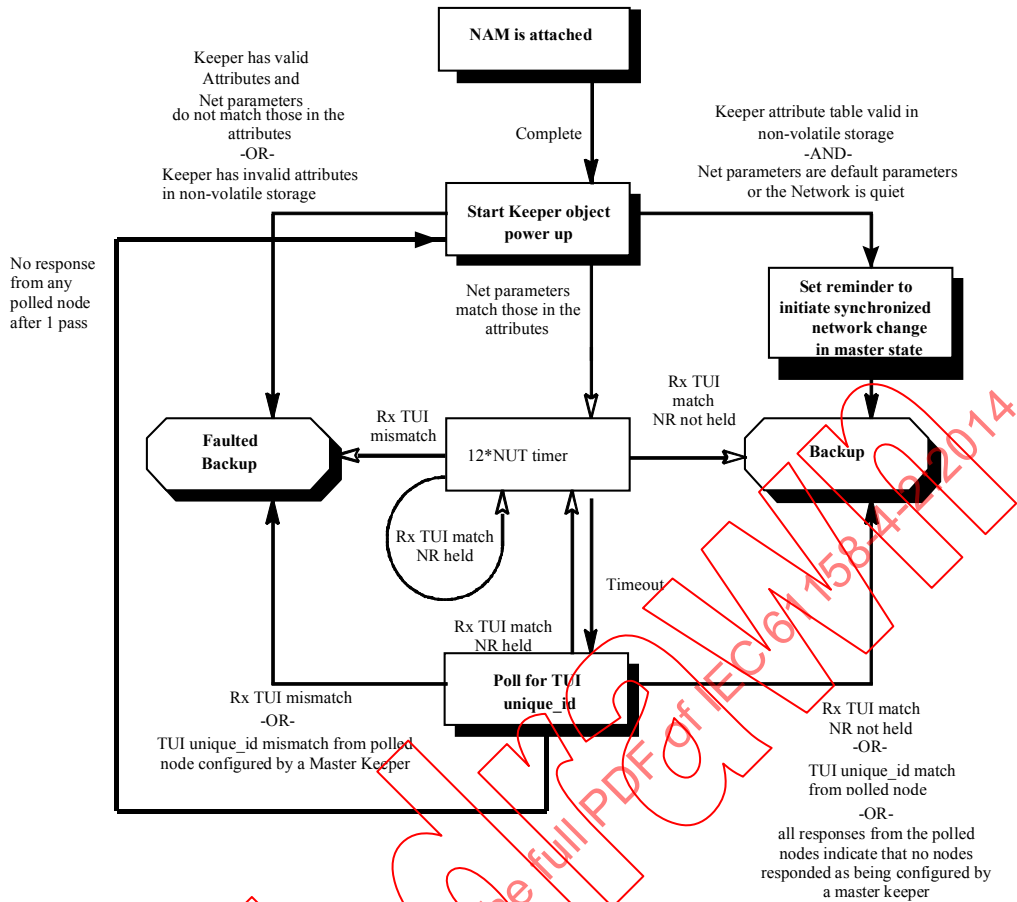 NAM is attached
Keeper has valid
Attributes and
Net parameters
do not match those in the
attributes
-OR-
Keeper has invalid attributes
in non-volatile storage
Complete
Keeper attribute table valid in
non-volatile storage
-AND-
Net parameters are default parameters
or the Network is quiet
Start Keeper object
power up
No response
from any
polled node
after 1 pass
Net parameters
match those in the
attributes
Set reminder to
initiate synchronized
network change
in master state
Rx TUI
match
NR not held
Rx TUI
mismatch
Faulted
Backup
12*NUT timer
Backup
Rx TUI match
NR held
Timeout
Rx TUI match
NR held
Poll for TUI
unique_id
Rx TUI mismatch
-OR-
TUI unique_id mismatch from polled
node configured by a Master Keeper
Rx TUI match
NR not held
-OR-
TUI unique_id match
from polled node
-OR-
all responses from the polled
nodes indicate that no nodes
responded as being configured by
a master keeper
full PDF of IEC 61158-4-2:2014
drawn